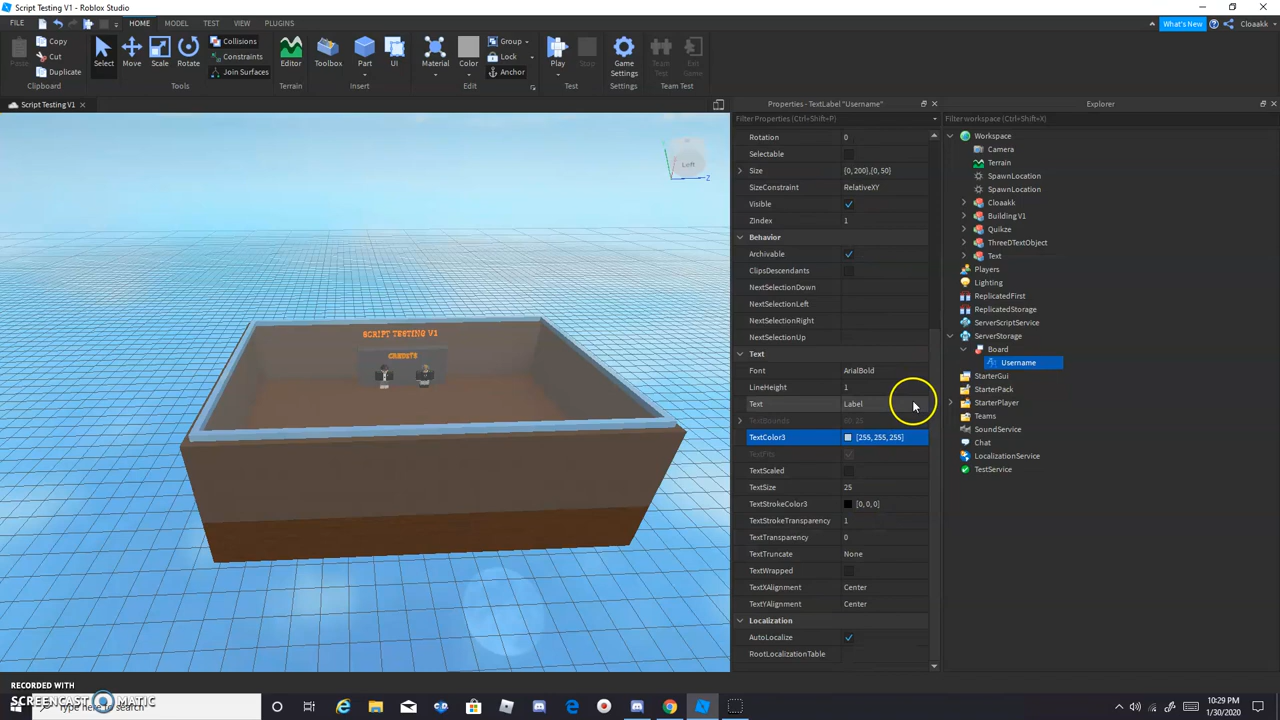 Script Testing V1 - Roblox Studio
FILE HOME MODEL TEST VIEW PLUGINS What's New Cloaakk
Paste Copy Cut Duplicate Select Move Scale Rotate Collisions Constraints Join Surfaces Editor Toolbox Part UI Material Color Group Lock Anchor Play Stop Game Settings Team Test Exit Game
Clipboard Tools Terrain Insert Edit Test Settings Team Test
Script Testing V1
Properties - TextLabel "Username"
Filter Properties (Ctrl+Shift+P)
Rotation 0
Selectable
Size {0, 200},{0, 50}
SizeConstraint RelativeXY
Visible
ZIndex 1
Behavior
Archivable
ClipsDescendants
NextSelectionDown
NextSelectionLeft
NextSelectionRight
NextSelectionUp
Text
Font ArialBold
LineHeight 1
Text Label
TextBounds
TextColor3 [255, 255, 255]
TextFits
TextScaled
TextSize 25
TextStrokeColor3 [0, 0, 0]
TextStrokeTransparency 1
TextTransparency 0
TextTruncate None
TextWrapped
TextXAlignment Center
TextYAlignment Center
Localization
AutoLocalize
RootLocalizationTable
Explorer
Filter workspace (Ctrl+Shift+X)
Workspace
Camera
Terrain
SpawnLocation
SpawnLocation
Cloaakk
Building V1
Quikze
ThreeDTextObject
Text
Players
Lighting
ReplicatedFirst
ReplicatedStorage
ServerScriptService
ServerStorage
Board
Username
StarterGui
StarterPack
StarterPlayer
Teams
SoundService
Chat
LocalizationService
TestService
Left
Y
Z
SCRIPT TESTING V1
CREDITS
RECORDED WITH
SCREENCAST MATIC
Type here to search
10:29 PM
1/30/2020